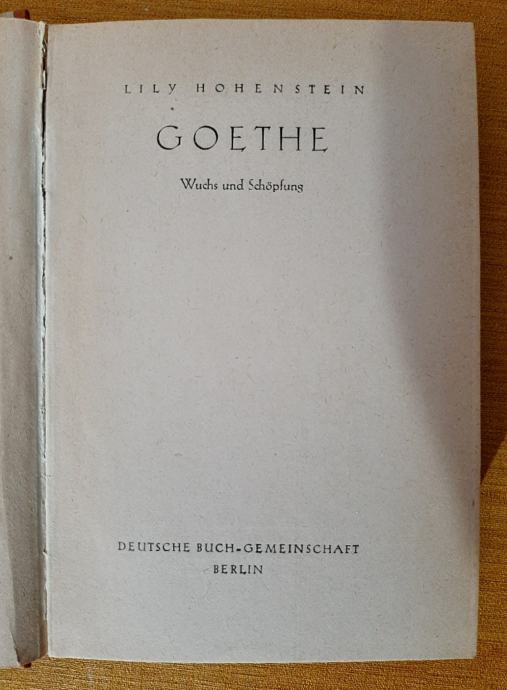 LILY HOHENSTEIN
GOETHE
Wuchs und Schöpfung
DEUTSCHE BUCH-GEMEINSCHAFT
BERLIN